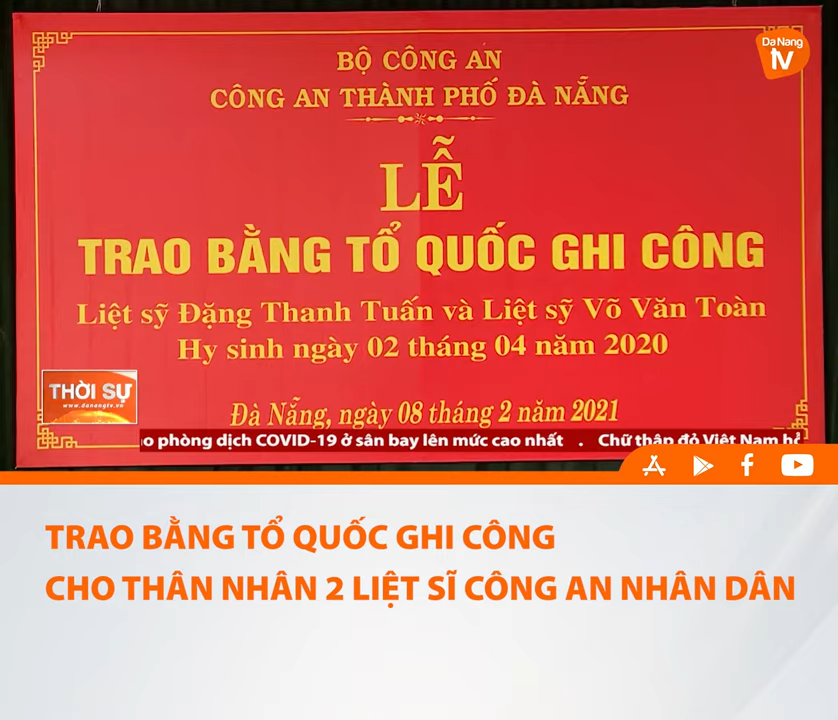 Da Nang
tv
BỘ CÔNG AN
CÔNG AN THÀNH PHỐ ĐÀ NẴNG
LỄ
TRAO BẰNG TỔ QUỐC GHI CÔNG
Liệt sỹ Đặng Thanh Tuấn và Liệt sỹ Võ Văn Toàn
Hy sinh ngày 02 tháng 04 năm 2020
THỜI SỰ
www.danangtv.vn
Đà Nẵng, ngày 08 tháng 2 năm 2021
phòng dịch COVID-19 ở sân bay lên mức cao nhất . Chữ thập đỏ Việt Nam
TRAO BẰNG TỔ QUỐC GHI CÔNG
CHO THÂN NHÂN 2 LIỆT SĨ CÔNG AN NHÂN DÂN